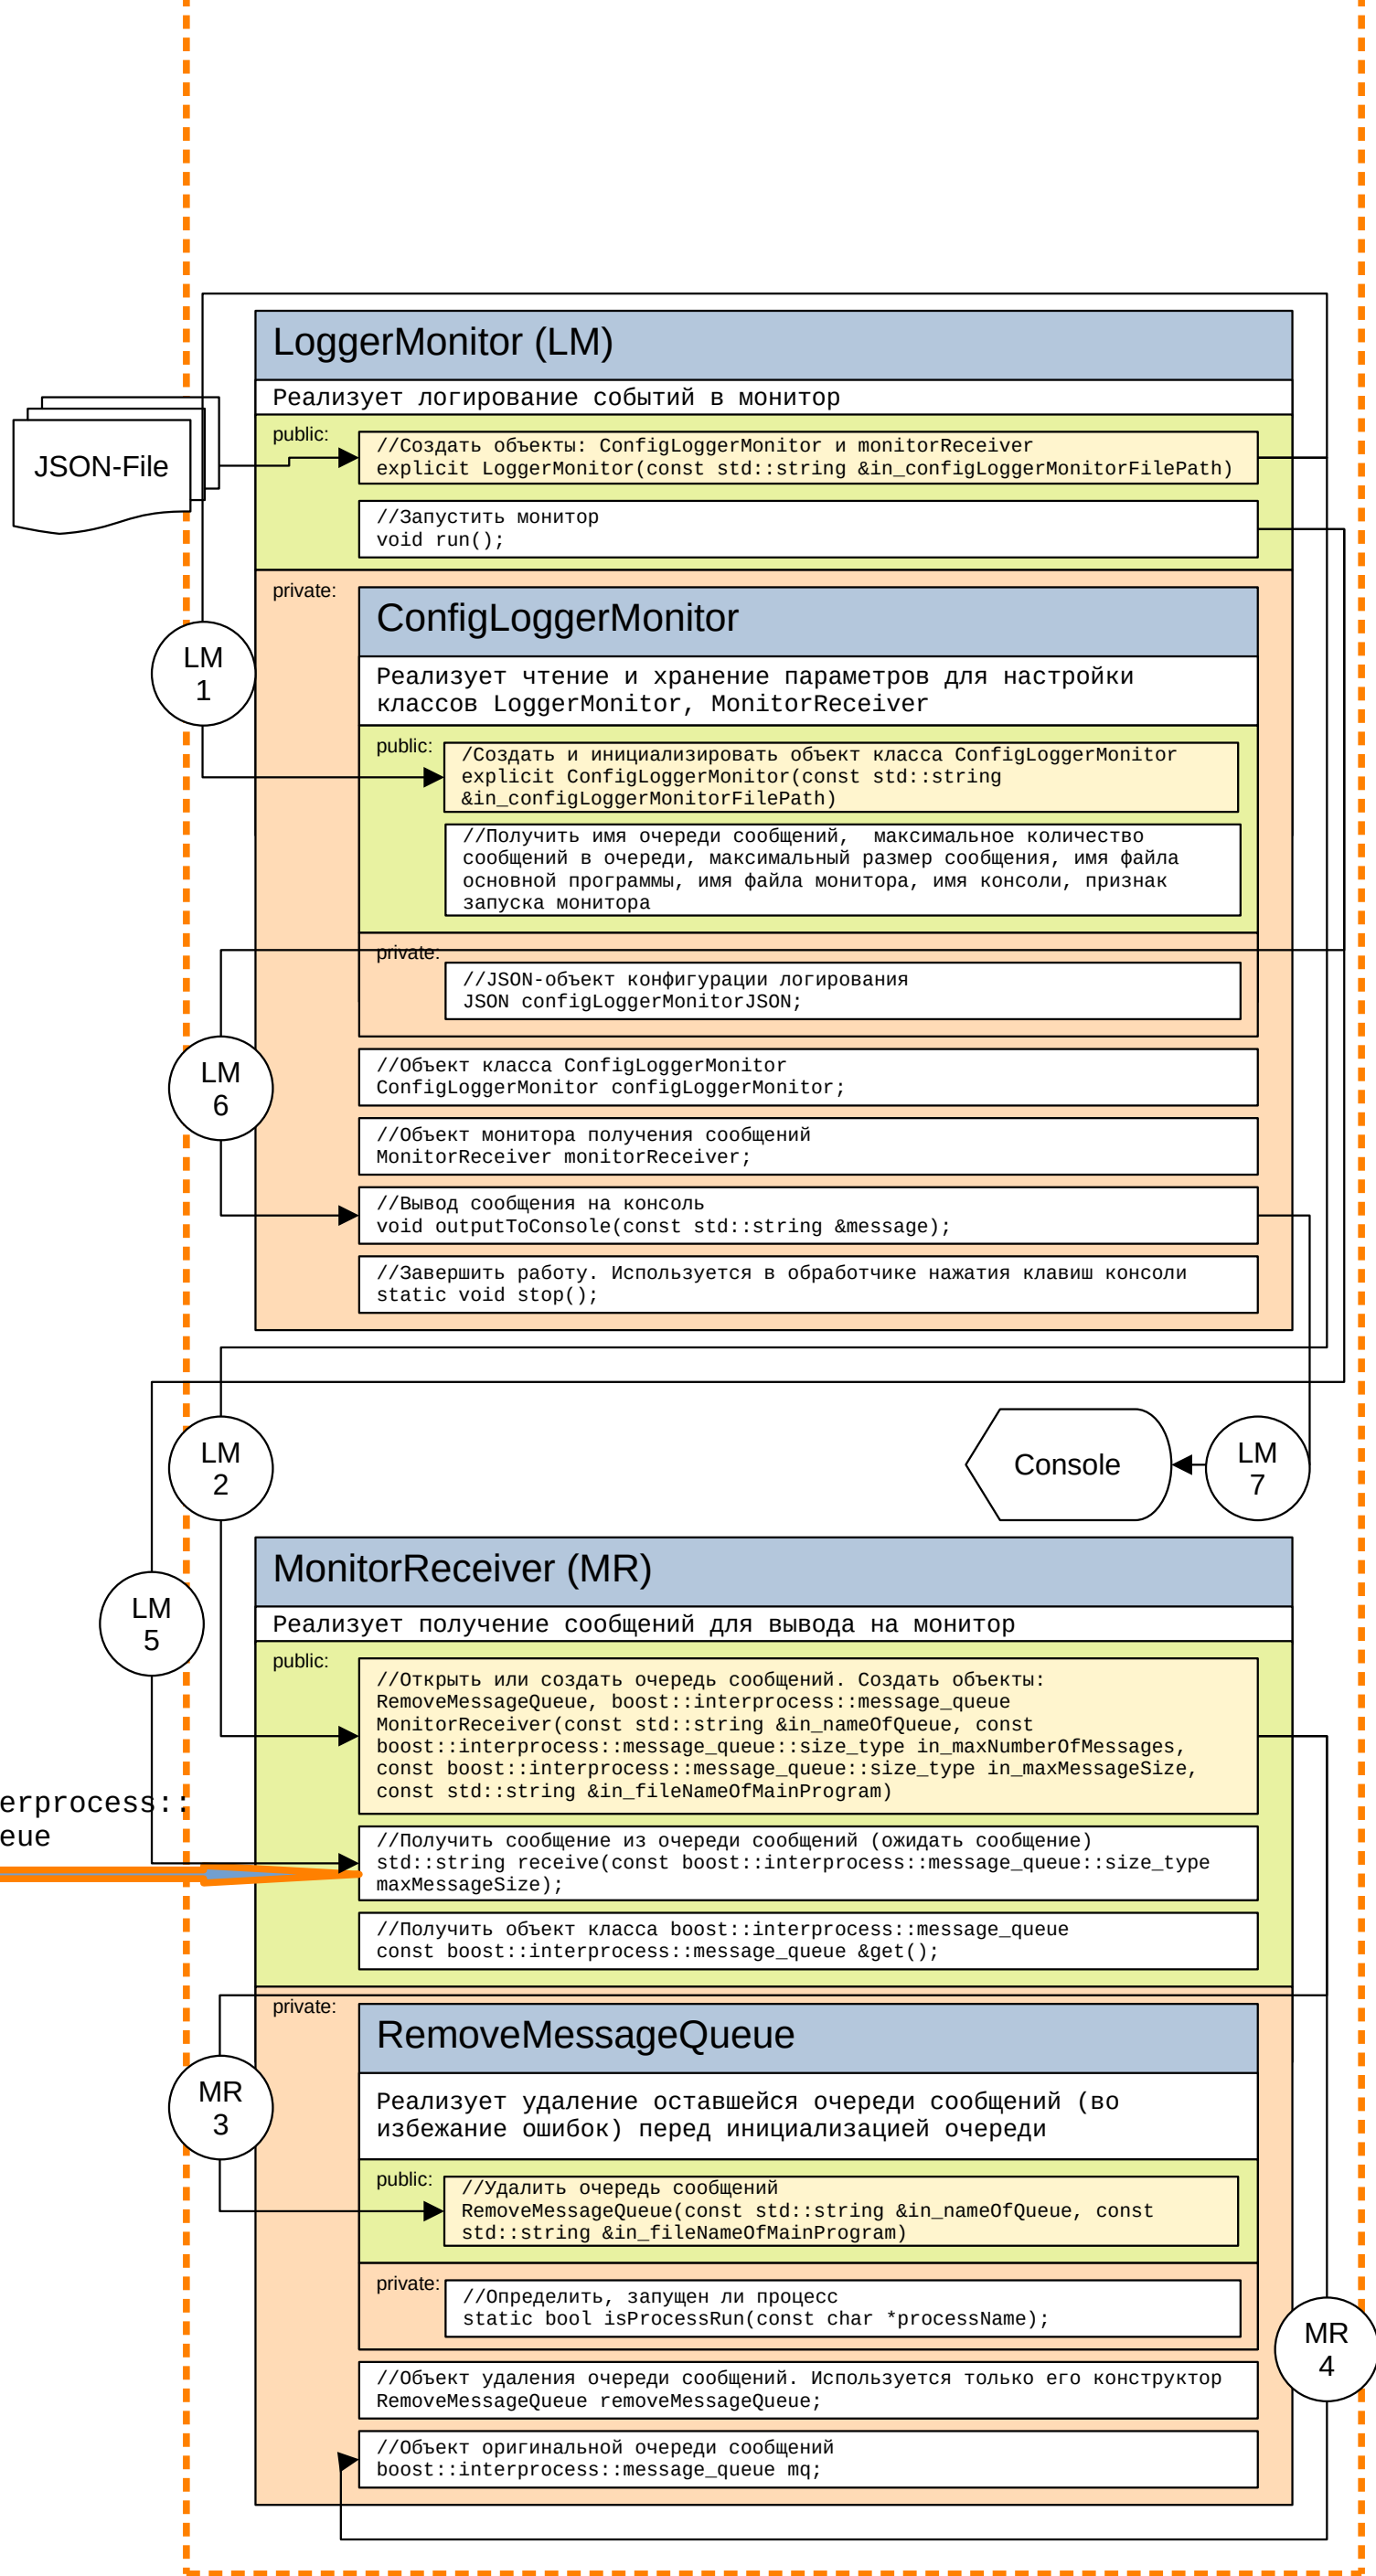 LoggerMonitor (LM)
Реализует логирование событий в монитор
public:
//Создать объекты: ConfigLoggerMonitor и monitorReceiver
explicit LoggerMonitor(const std::string &in_configLoggerMonitorFilePath)
JSON-File
//Запустить монитор
void run();
private:
ConfigLoggerMonitor
LM
1
Реализует чтение и хранение параметров для настройки
классов LoggerMonitor, MonitorReceiver
public:
/Создать и инициализировать объект класса ConfigLoggerMonitor
explicit ConfigLoggerMonitor(const std::string
&in_configLoggerMonitorFilePath)
//Получить имя очереди сообщений,  максимальное количество
сообщений в очереди, максимальный размер сообщения, имя файла
основной программы, имя файла монитора, имя консоли, признак
запуска монитора
private:
//JSON-объект конфигурации логирования
JSON configLoggerMonitorJSON;
LM
6
//Объект класса ConfigLoggerMonitor
ConfigLoggerMonitor configLoggerMonitor;
//Объект монитора получения сообщений
MonitorReceiver monitorReceiver;
//Вывод сообщения на консоль
void outputToConsole(const std::string &message);
//Завершить работу. Используется в обработчике нажатия клавиш консоли
static void stop();
LM
2
Console
LM
7
MonitorReceiver (MR)
LM
5
Реализует получение сообщений для вывода на монитор
public:
//Открыть или создать очередь сообщений. Создать объекты:
RemoveMessageQueue, boost::interprocess::message_queue
MonitorReceiver(const std::string &in_nameOfQueue, const
boost::interprocess::message_queue::size_type in_maxNumberOfMessages,
const boost::interprocess::message_queue::size_type in_maxMessageSize,
const std::string &in_fileNameOfMainProgram)
erprocess::
eue
//Получить сообщение из очереди сообщений (ожидать сообщение)
std::string receive(const boost::interprocess::message_queue::size_type
maxMessageSize);
//Получить объект класса boost::interprocess::message_queue
const boost::interprocess::message_queue &get();
private:
RemoveMessageQueue
MR
3
Реализует удаление оставшейся очереди сообщений (во
избежание ошибок) перед инициализацией очереди
public:
//Удалить очередь сообщений
RemoveMessageQueue(const std::string &in_nameOfQueue, const
std::string &in_fileNameOfMainProgram)
private:
//Определить, запущен ли процесс
static bool isProcessRun(const char *processName);
MR
4
//Объект удаления очереди сообщений. Используется только его конструктор
RemoveMessageQueue removeMessageQueue;
//Объект оригинальной очереди сообщений
boost::interprocess::message_queue mq;